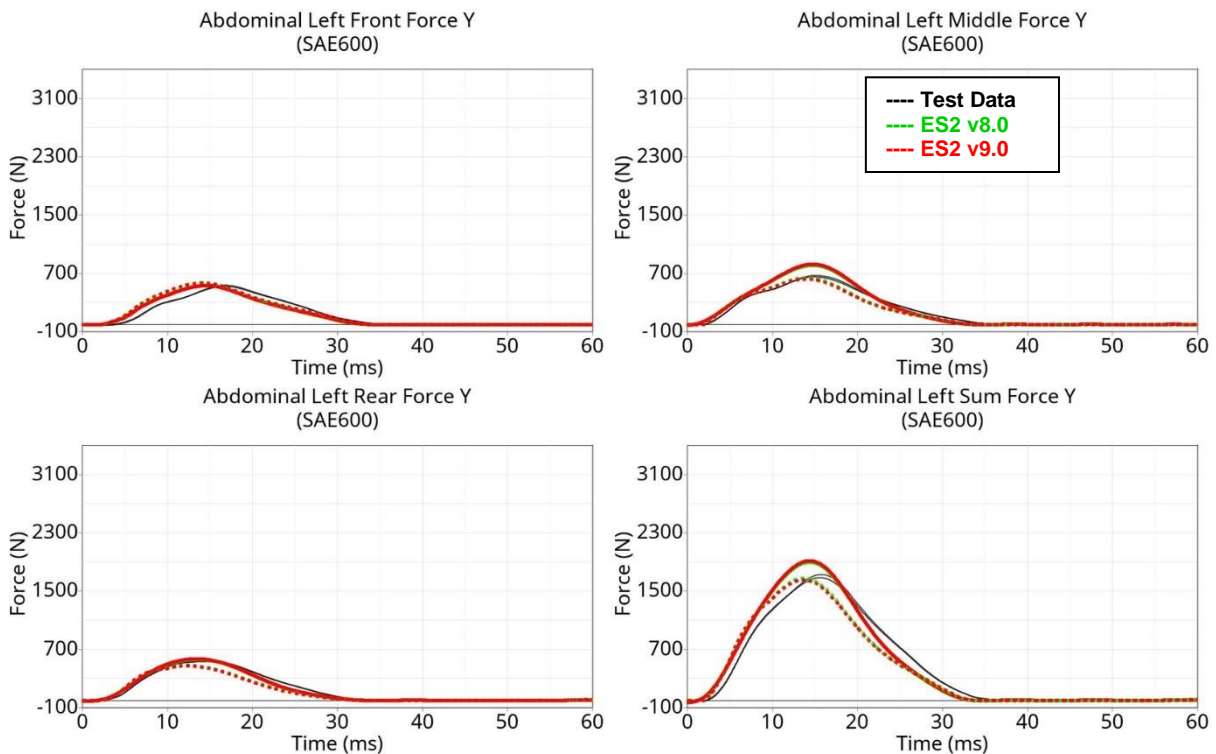 Abdominal Left Front Force Y
(SAE600)
3100
2300
1500
700
-100
Force (N)
0 10 20 30 40 50 60
Time (ms)
Abdominal Left Middle Force Y
(SAE600)
3100
2300
1500
700
-100
Force (N)
---- Test Data
---- ES2 v8.0
---- ES2 v9.0
0 10 20 30 40 50 60
Time (ms)
Abdominal Left Rear Force Y
(SAE600)
3100
2300
1500
700
-100
Force (N)
0 10 20 30 40 50 60
Time (ms)
Abdominal Left Sum Force Y
(SAE600)
3100
2300
1500
700
-100
Force (N)
0 10 20 30 40 50 60
Time (ms)